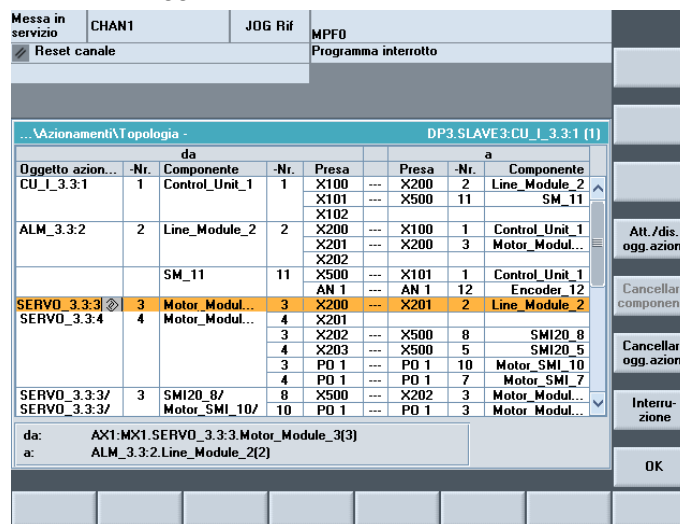 Messa in servizio CHAN1 JOG Rif MPF0
Reset canale Programma interrotto
...\Azionamenti\Topologia - DP3.SLAVE3:CU_I_3.3:1 (1)
da a
Oggetto azion... -Nr. Componente -Nr. Presa Presa -Nr. Componente
CU_I_3.3:1 1 Control_Unit_1 1 X100 --- X200 2 Line_Module_2
X101 --- X500 11 SM_11
X102
ALM_3.3:2 2 Line_Module_2 2 X200 --- X100 1 Control_Unit_1
X201 --- X200 3 Motor_Modul...
X202
SM_11 11 X500 --- X101 1 Control_Unit_1
AN 1 --- AN 1 12 Encoder_12
SERVO_3.3:3 3 Motor_Modul... 3 X200 --- X201 2 Line_Module_2
SERVO_3.3:4 4 Motor_Modul... 4 X201
3 X202 --- X500 8 SMI20_8
4 X203 --- X500 5 SMI20_5
3 PO 1 --- PO 1 10 Motor_SMI_10
4 PO 1 --- PO 1 7 Motor_SMI_7
SERVO_3.3:3/ 3 SMI20_8/ 8 X500 --- X202 3 Motor_Modul...
SERVO_3.3:3/ Motor_SMI_10/ 10 PO 1 --- PO 1 3 Motor_Modul...
da: AX1:MX1.SERVO_3.3:3.Motor_Module_3(3)
a: ALM_3.3:2.Line_Module_2(2)
Att./dis.
ogg.azion
Cancellar
componen
Cancellar
ogg.azion
Interru-
zione
OK